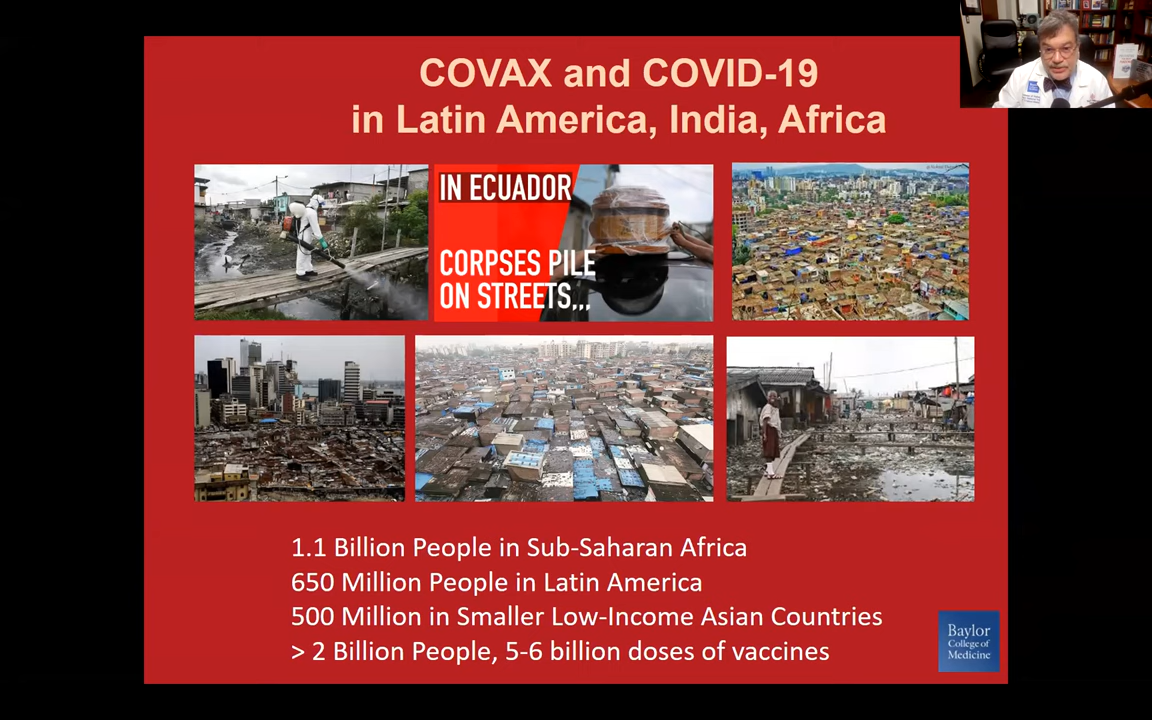 COVAX and COVID-19
in Latin America, India, Africa
IN ECUADOR
CORPSES PILE
ON STREETS...
1.1 Billion People in Sub-Saharan Africa
650 Million People in Latin America
500 Million in Smaller Low-Income Asian Countries
> 2 Billion People, 5-6 billion doses of vaccines
Baylor
College of
Medicine